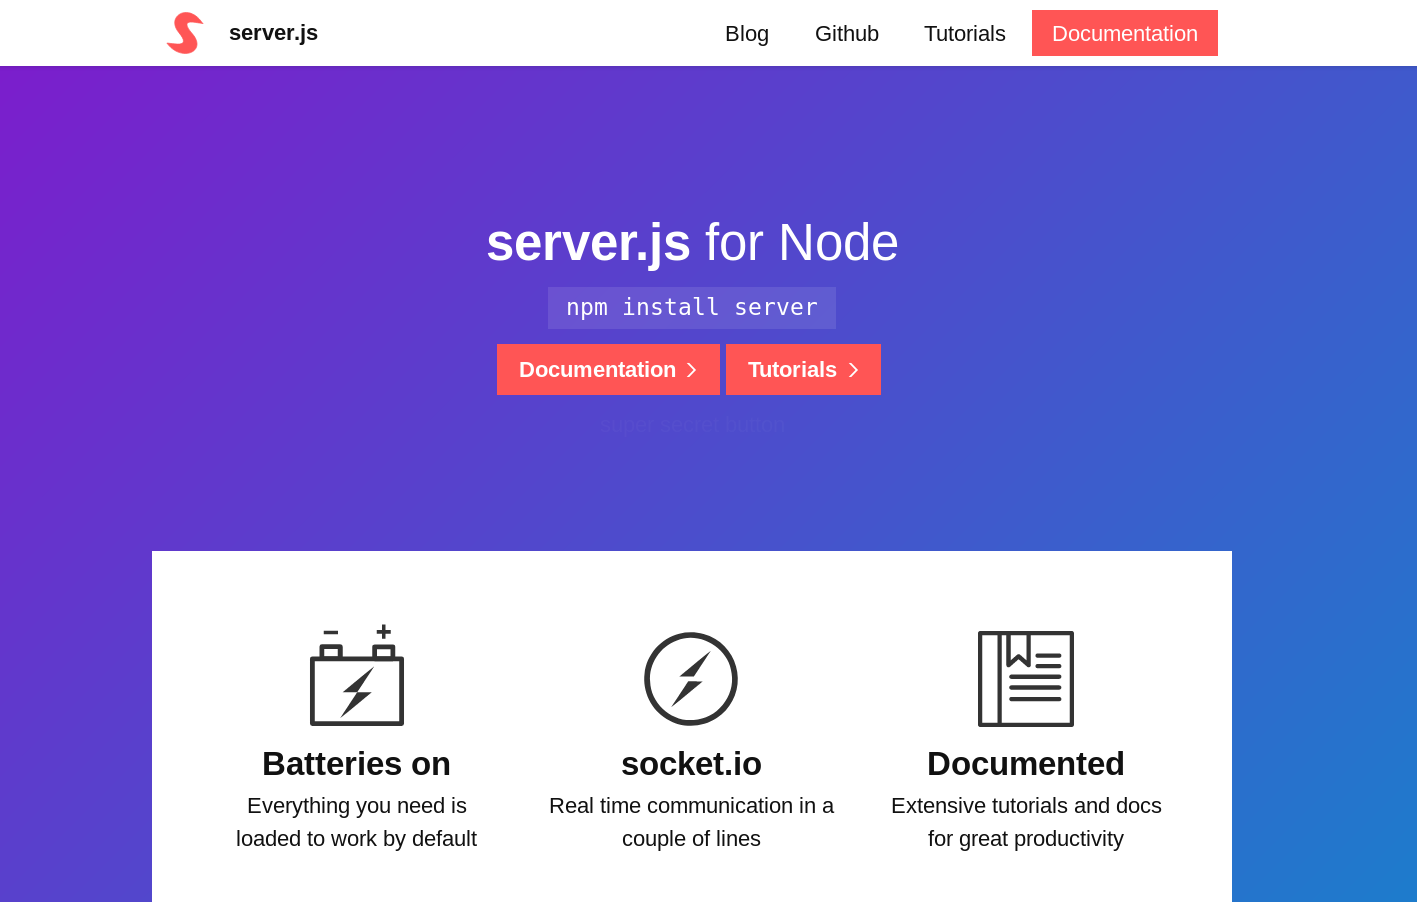 server.js
Blog
Github
Tutorials
Documentation
server.js for Node
npm install server
Documentation
Tutorials
super secret button
Batteries on
Everything you need is
loaded to work by default
socket.io
Real time communication in a
couple of lines
Documented
Extensive tutorials and docs
for great productivity